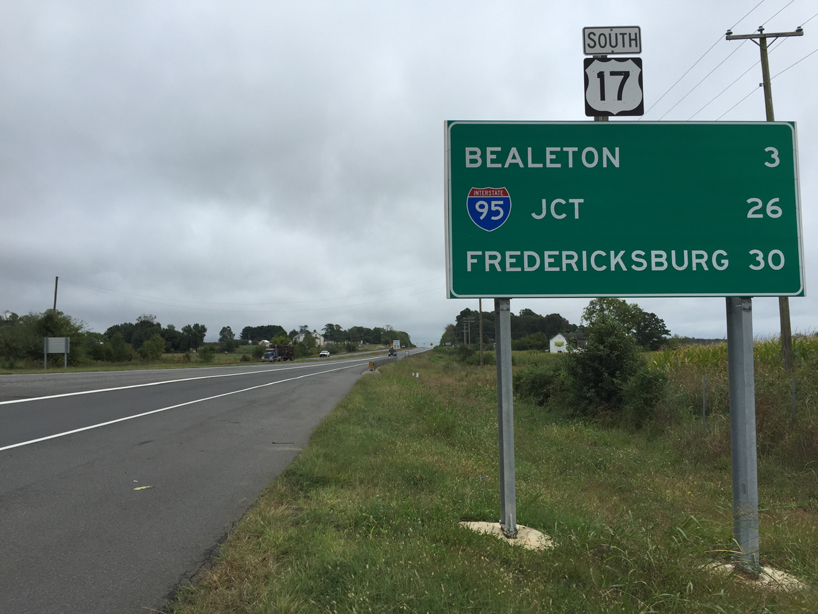 SOUTH
17
BEALETON 3
INTERSTATE
95 JCT 26
FREDERICKSBURG 30